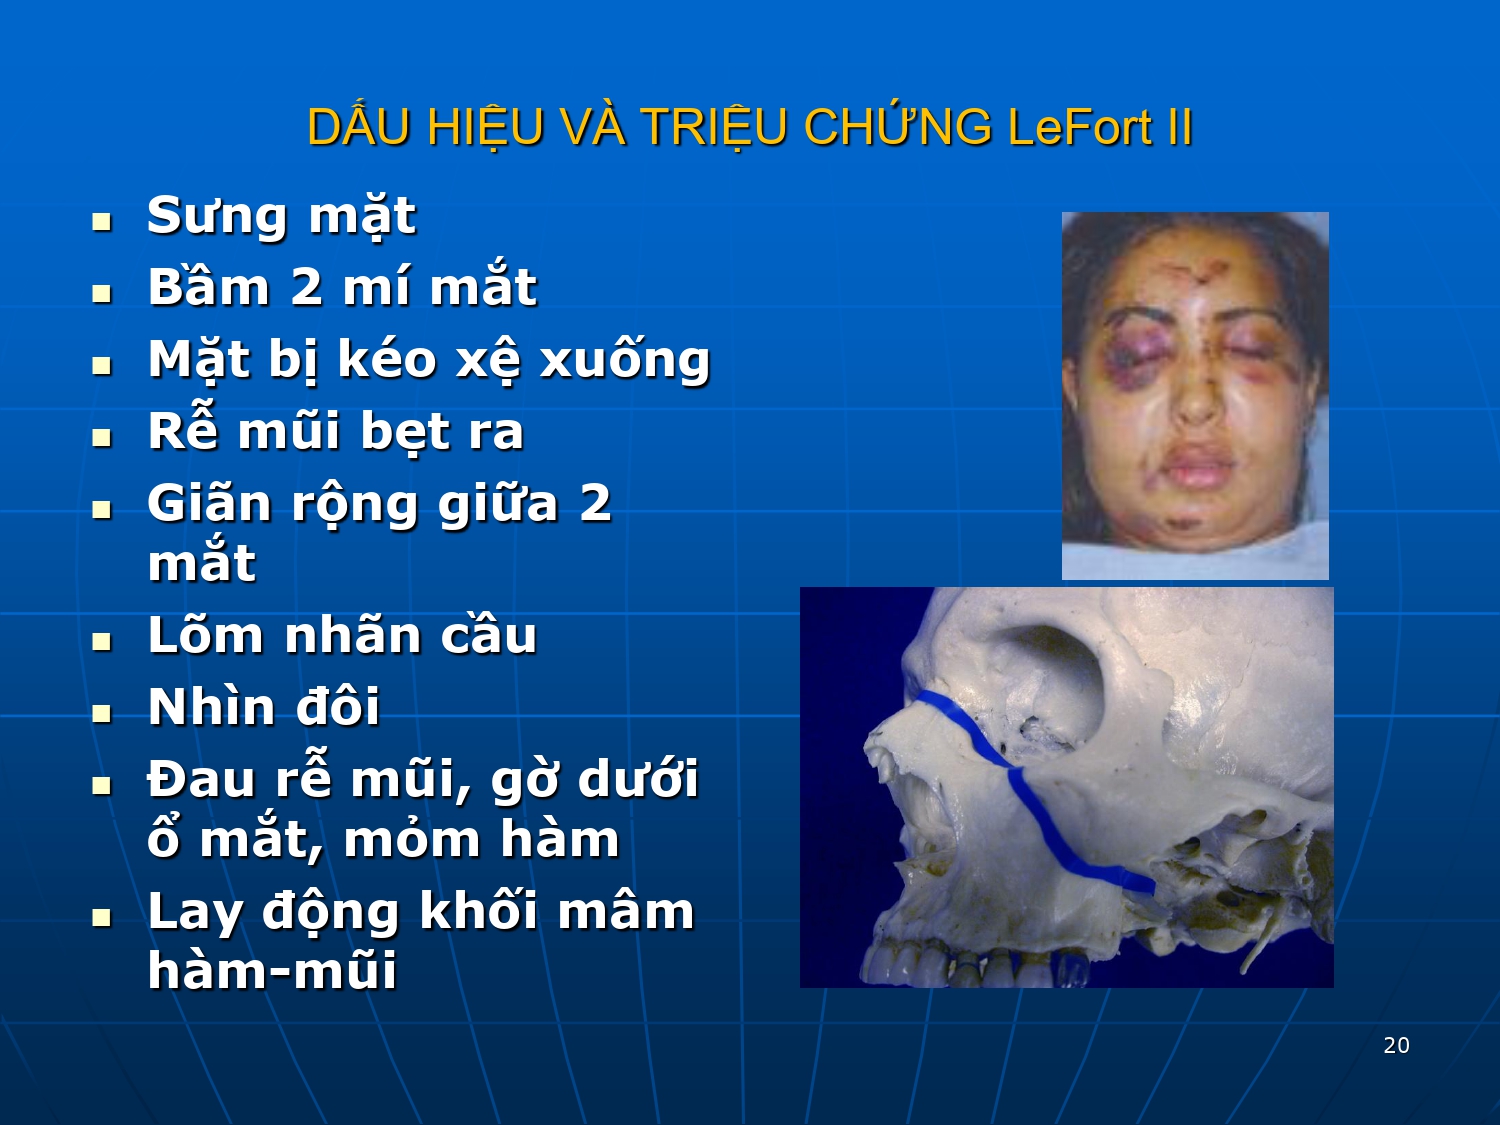 DẤU HIỆU VÀ TRIỆU CHỨNG LeFort II
Sưng mặt
Bầm 2 mí mắt
Mặt bị kéo xệ xuống
Rễ mũi bẹt ra
Giãn rộng giữa 2
mắt
Lõm nhãn cầu
Nhìn đôi
Đau rễ mũi, gờ dưới
ổ mắt, mỏm hàm
Lay động khối mâm
hàm-mũi
20